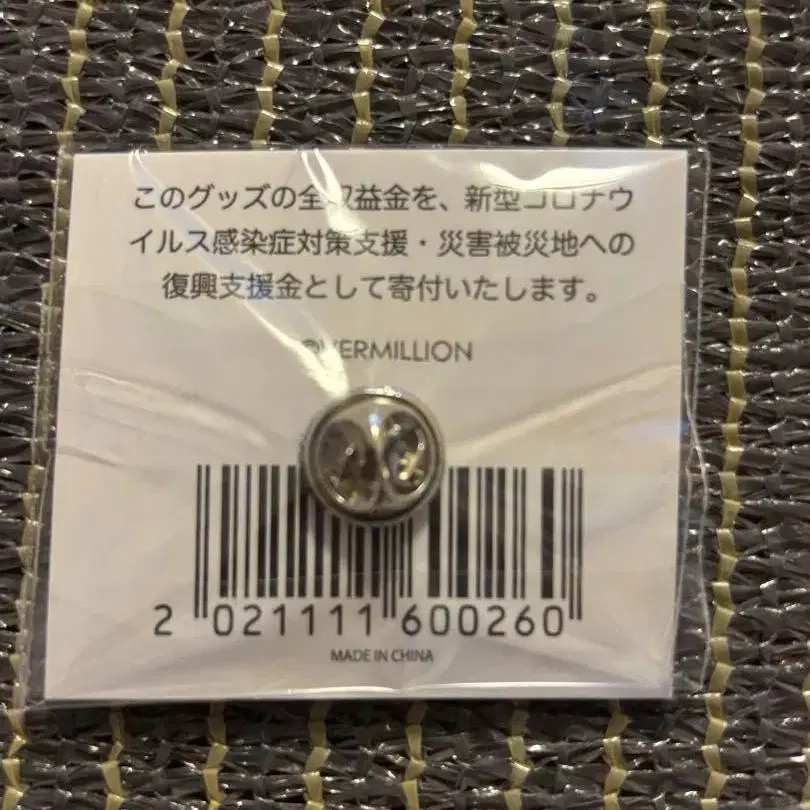 このグッズの全収益金を、新型コロナウ
イルス感染症対策支援・災害被災地への
復興支援金として寄付いたします。
©VERMILLION
2 021111 600260
MADE IN CHINA